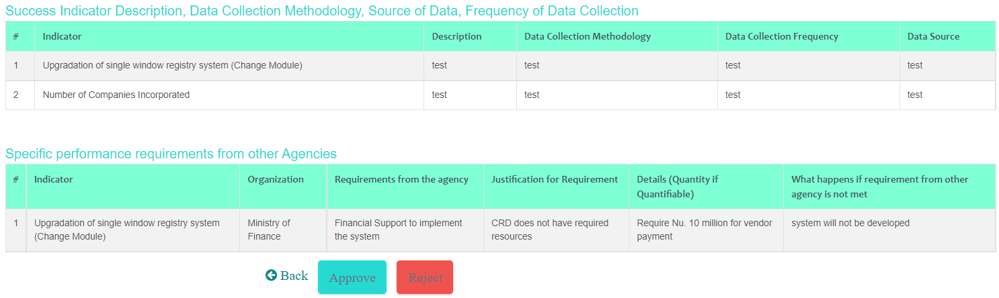 Success Indicator Description, Data Collection Methodology, Source of Data, Frequency of Data Collection
# Indicator Description Data Collection Methodology Data Collection Frequency Data Source
1 Upgradation of single window registry system (Change Module) test test test test
2 Number of Companies Incorporated test test test test
Specific performance requirements from other Agencies
# Indicator Organization Requirements from the agency Justification for Requirement Details (Quantity if What happens if requirement from other
Quantifiable) agency is not met
1 Upgradation of single window registry system Ministry of Financial Support to implement CRD does not have required Require Nu. 10 million for vendor system will not be developed
(Change Module) Finance the system resources payment
Back Approve Reject